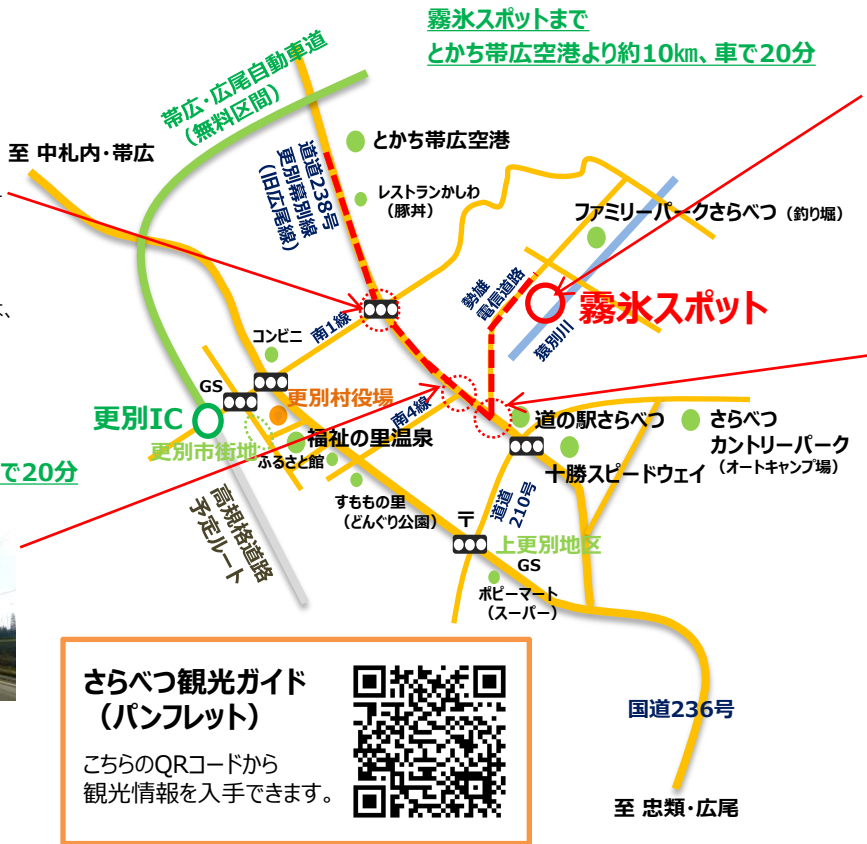 霧氷スポットまで
とかち帯広空港より約10㎞、車で20分
帯広・広尾自動車道
（無料区間）
至 中札内・帯広
とかち帯広空港
道道238号
更別幕別線
（旧広尾線）
レストランかしわ
（豚丼）
ファミリーパークさらべつ（釣り堀）
勢雄
電信道路
霧氷スポット
猿別川
、
コンビニ
南1線
GS
更別村役場
更別IC
南4線
道の駅さらべつ
さらべつ
カントリーパーク
（オートキャンプ場）
福祉の里温泉
更別市街地
ふるさと館
十勝スピードウェイ
で20分
すももの里
（どんぐり公園）
高規格道路
予定ルート
〒
道道
210号
上更別地区
GS
ポピーマート
（スーパー）
さらべつ観光ガイド
（パンフレット）
こちらのQRコードから
観光情報を入手できます。
国道236号
至 忠類・広尾